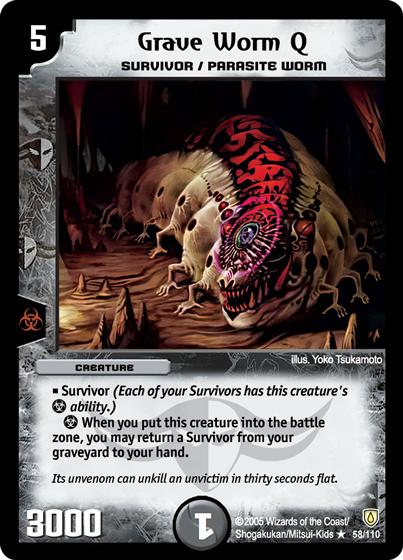 5
Grave Worm Q
SURVIVOR / PARASITE WORM
illus. Yoko Tsukamoto
CREATURE
▪ Survivor (Each of your Survivors has this creature's
ability.)
When you put this creature into the battle
zone, you may return a Survivor from your
graveyard to your hand.
Its unvenom can unkill an unvictim in thirty seconds flat.
3000
1
©2005 Wizards of the Coast/
Shogakukan/Mitsui-Kids ★ 58/110